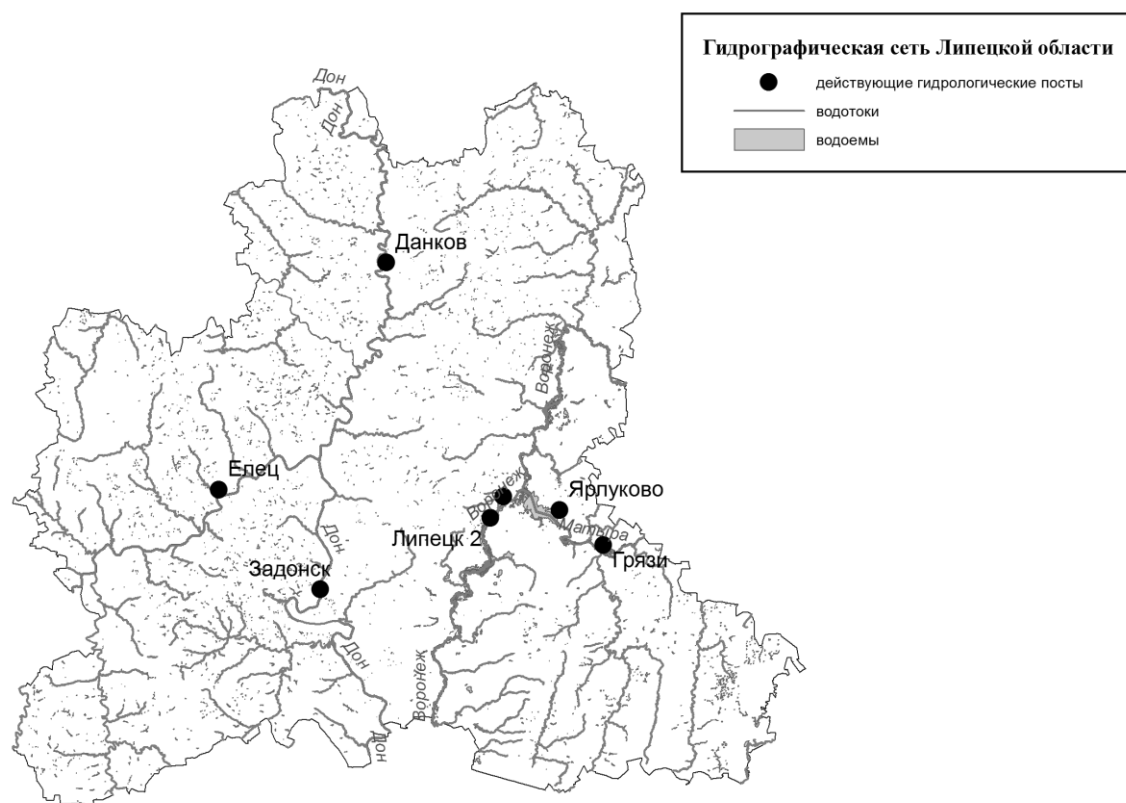 Гидрографическая сеть Липецкой области
действующие гидрологические посты
водотоки
водоемы
Дон
Дон
Данков
Воронеж
Елец
Воронеж
Ярлуково
Матыра
Липецк 2
Грязи
Дон
Задонск
Дон
Воронеж
Дон